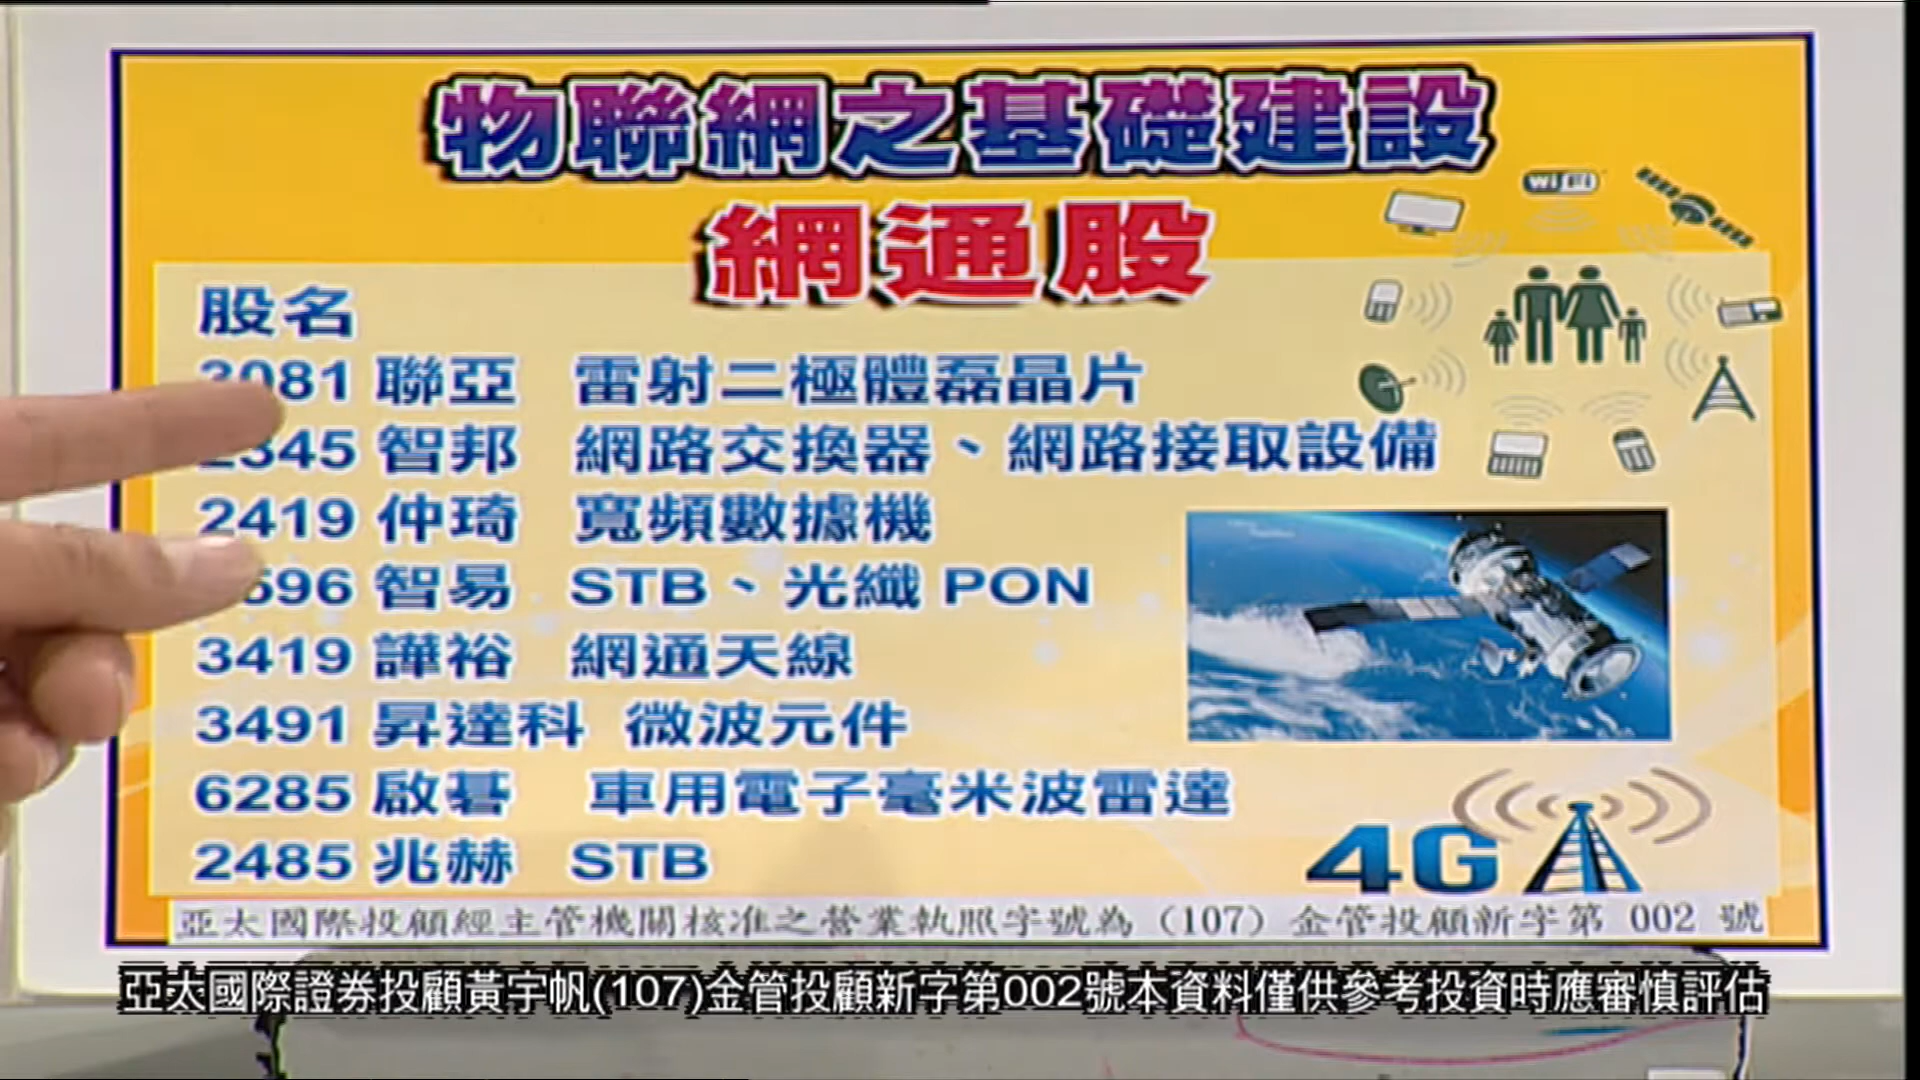 物聯網之基礎建設
網通股
WiFi
股名
3081 聯亞 雷射二極體磊晶片
2345 智邦 網路交換器、網路接取設備
2419 仲琦 寬頻數據機
596 智易 STB、光纖 PON
3419 譁裕 網通天線
3491 昇達科 微波元件
6285 啟碁 車用電子毫米波雷達
2485 兆赫 STB
4G
亞太國際投顧經主管機關核准之營業執照字號為 (107) 金管投顧新字第 002 號
亞太國際證券投顧黃宇帆(107)金管投顧新字第002號本資料僅供參考投資時應審慎評估